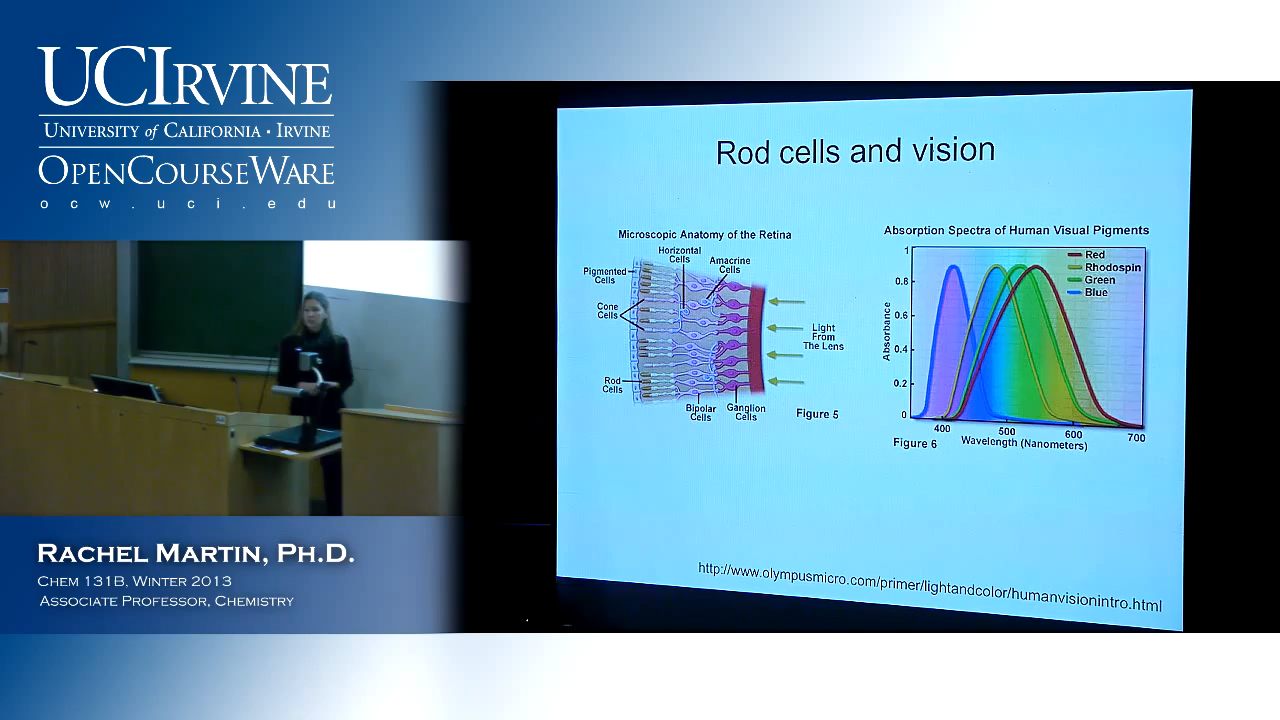 UCIRVINE
UNIVERSITY of CALIFORNIA · IRVINE
OPENCOURSEWARE
ocw.uci.edu
RACHEL MARTIN, PH.D.
CHEM 131B, WINTER 2013
ASSOCIATE PROFESSOR, CHEMISTRY
Rod cells and vision
Microscopic Anatomy of the Retina
Horizontal
Cells
Amacrine
Cells
Pigmented
Cells
Cone
Cells
Rod
Cells
Bipolar
Cells
Ganglion
Cells
Light
From
The Lens
Figure 5
Absorption Spectra of Human Visual Pigments
Red
Rhodopsin
Green
Blue
Absorbance
1
0.8
0.6
0.4
0.2
0
400
500
600
700
Wavelength (Nanometers)
Figure 6
http://www.olympusmicro.com/primer/lightandcolor/humanvisionintro.html